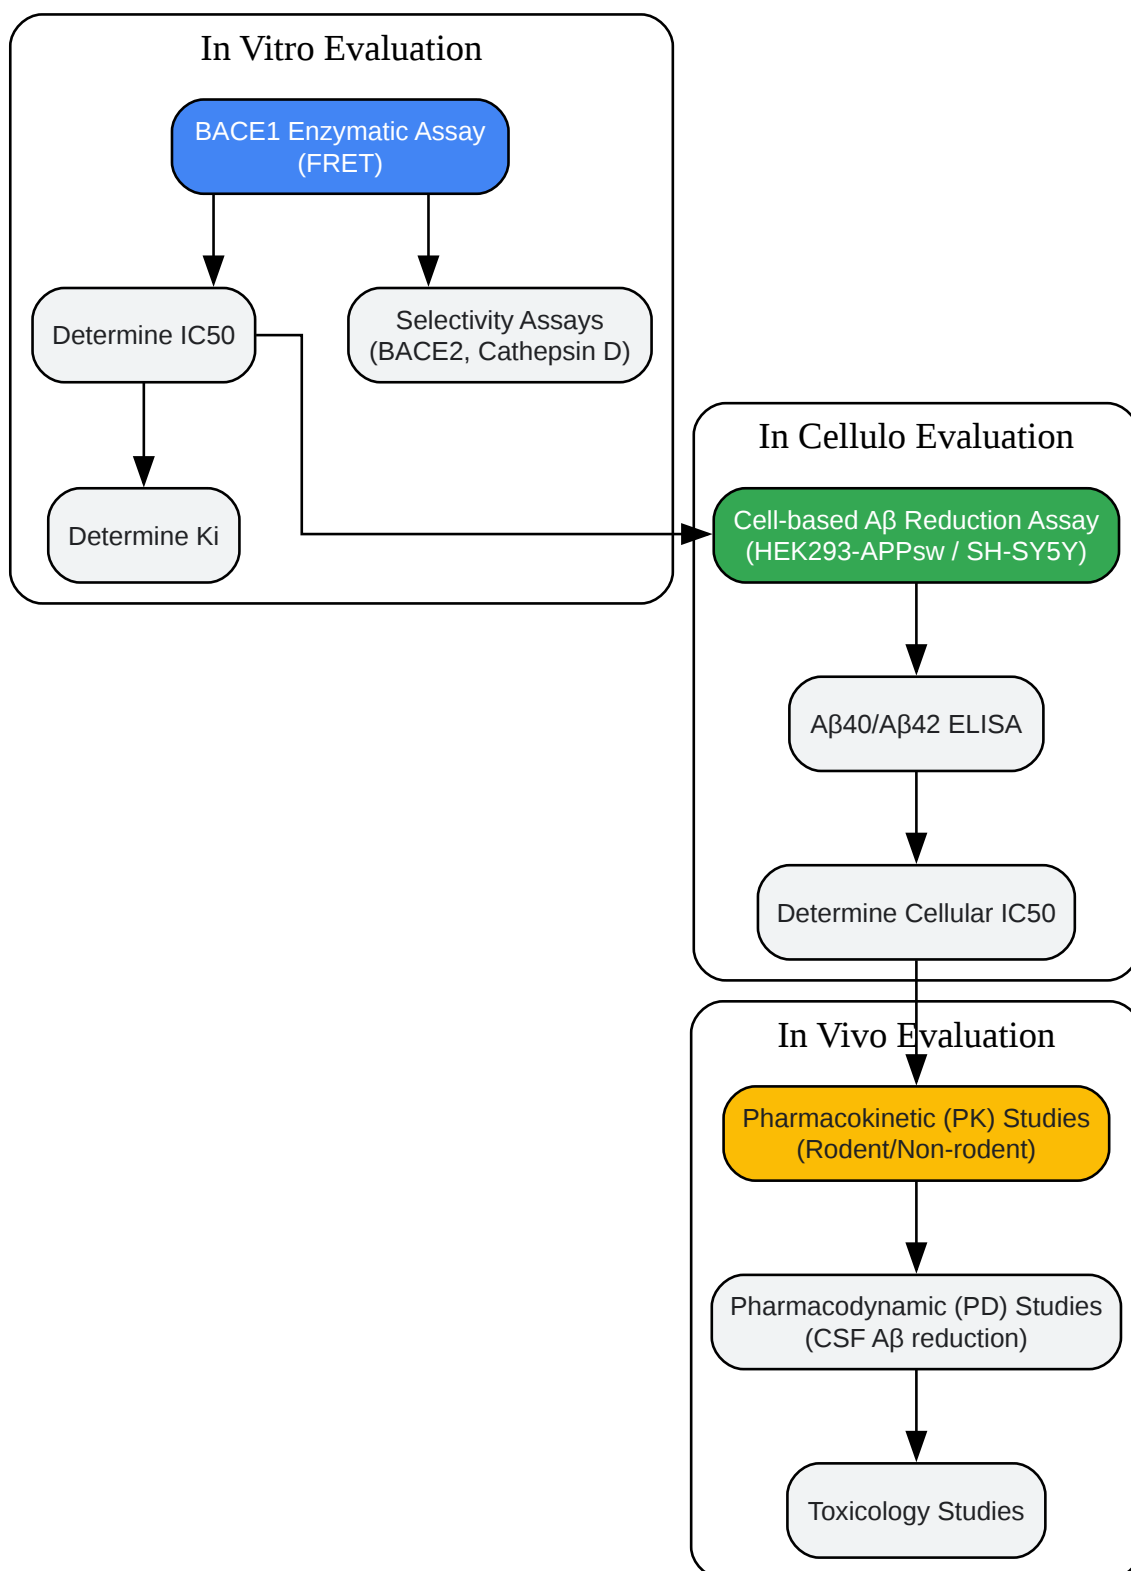 In Vitro Evaluation
BACE1 Enzymatic Assay
(FRET)
Determine IC50
Selectivity Assays
(BACE2, Cathepsin D)
Determine Ki
In Cellulo Evaluation
Cell-based Aβ Reduction Assay
(HEK293-APPsw / SH-SY5Y)
Aβ40/Aβ42 ELISA
Determine Cellular IC50
In Vivo Evaluation
Pharmacokinetic (PK) Studies
(Rodent/Non-rodent)
Pharmacodynamic (PD) Studies
(CSF Aβ reduction)
Toxicology Studies